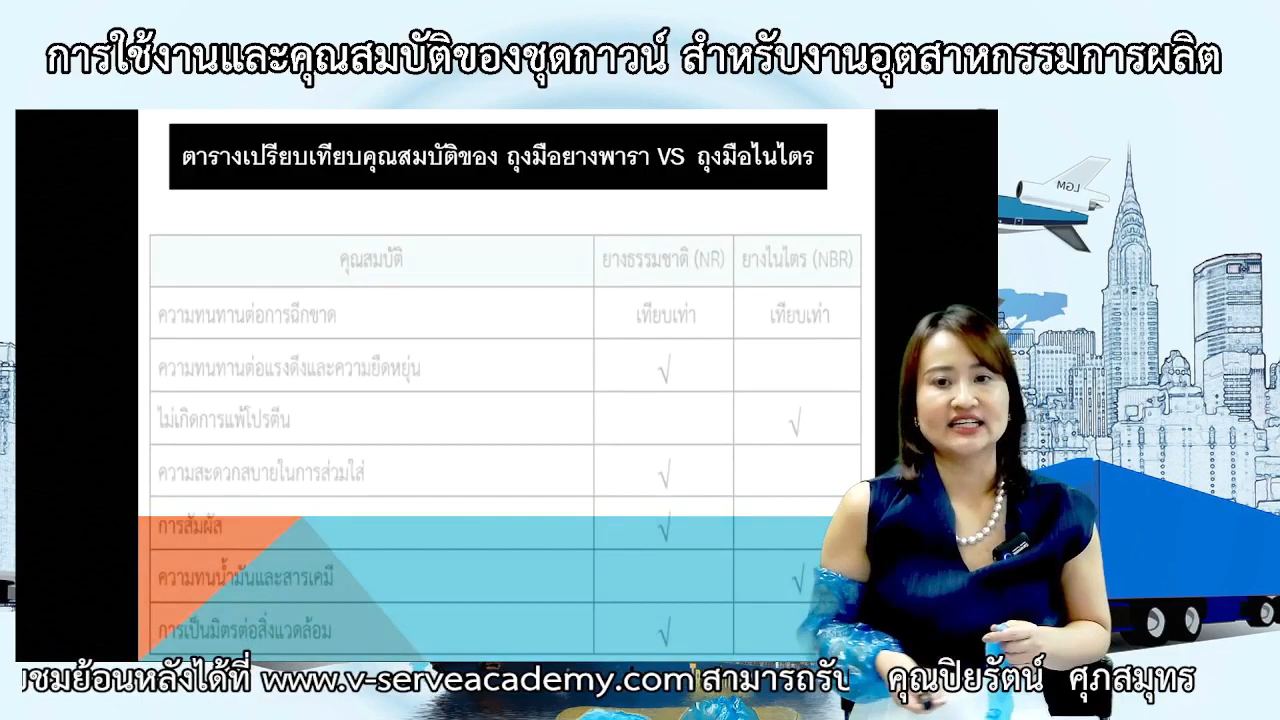 การใช้งานและคุณสมบัติของชุดกาวน์ สำหรับงานอุตสาหกรรมการผลิต
ตารางเปรียบเทียบคุณสมบัติของ ถุงมือยางพารา VS ถุงมือไนไตร
LGM
คุณสมบัติ ยางธรรมชาติ (NR) ยางไนไตร (NBR)
ความทนทานต่อการฉีกขาด เทียบเท่า เทียบเท่า
ความทนทานต่อแรงดึงและความยืดหยุ่น √
ไม่เกิดการแพ้โปรตีน √
ความสะดวกสบายในการส่วมใส่ √
การสัมผัส √
ความทนน้ำมันและสารเคมี √
การเป็นมิตรต่อสิ่งแวดล้อม √
ชมย้อนหลังได้ที่ www.v-serveacademy.com สามารถรับ
คุณปิยรัตน์ ศุภสมุทร